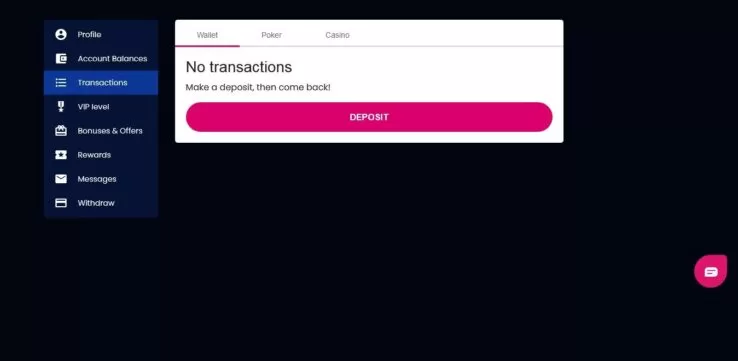 Profile
Account Balances
Transactions
VIP level
Bonuses & Offers
Rewards
Messages
Withdraw
Wallet Poker Casino
No transactions
Make a deposit, then come back!
DEPOSIT